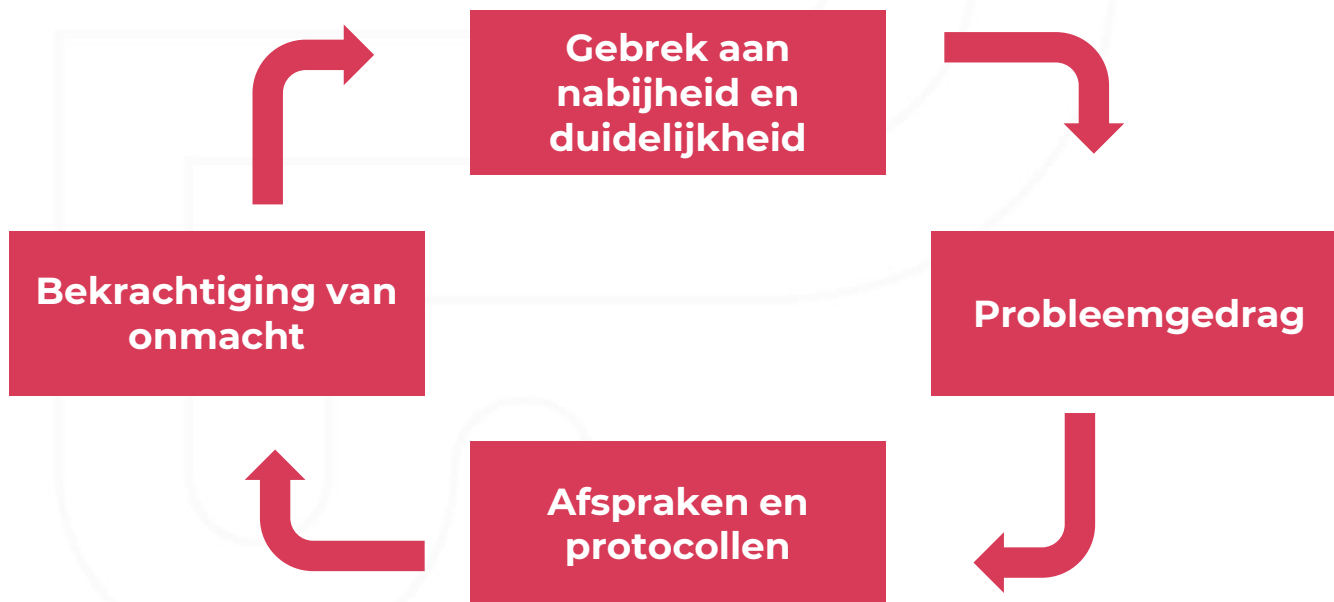 Gebrek aan
nabijheid en
duidelijkheid
Probleemgedrag
Afspraken en
protocollen
Bekrachtiging van
onmacht